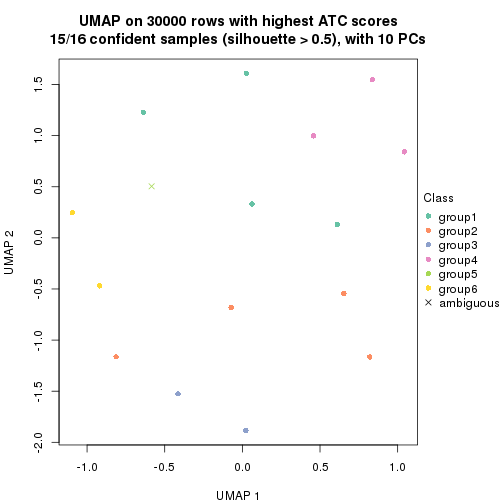 UMAP on 30000 rows with highest ATC scores
15/16 confident samples (silhouette > 0.5), with 10 PCs
1.5
1.0
0.5
0.0
-0.5
-1.0
-1.5
-2.0
UMAP 2
-1.0 -0.5 0.0 0.5 1.0
UMAP 1
Class
group1
group2
group3
group4
group5
group6
ambiguous